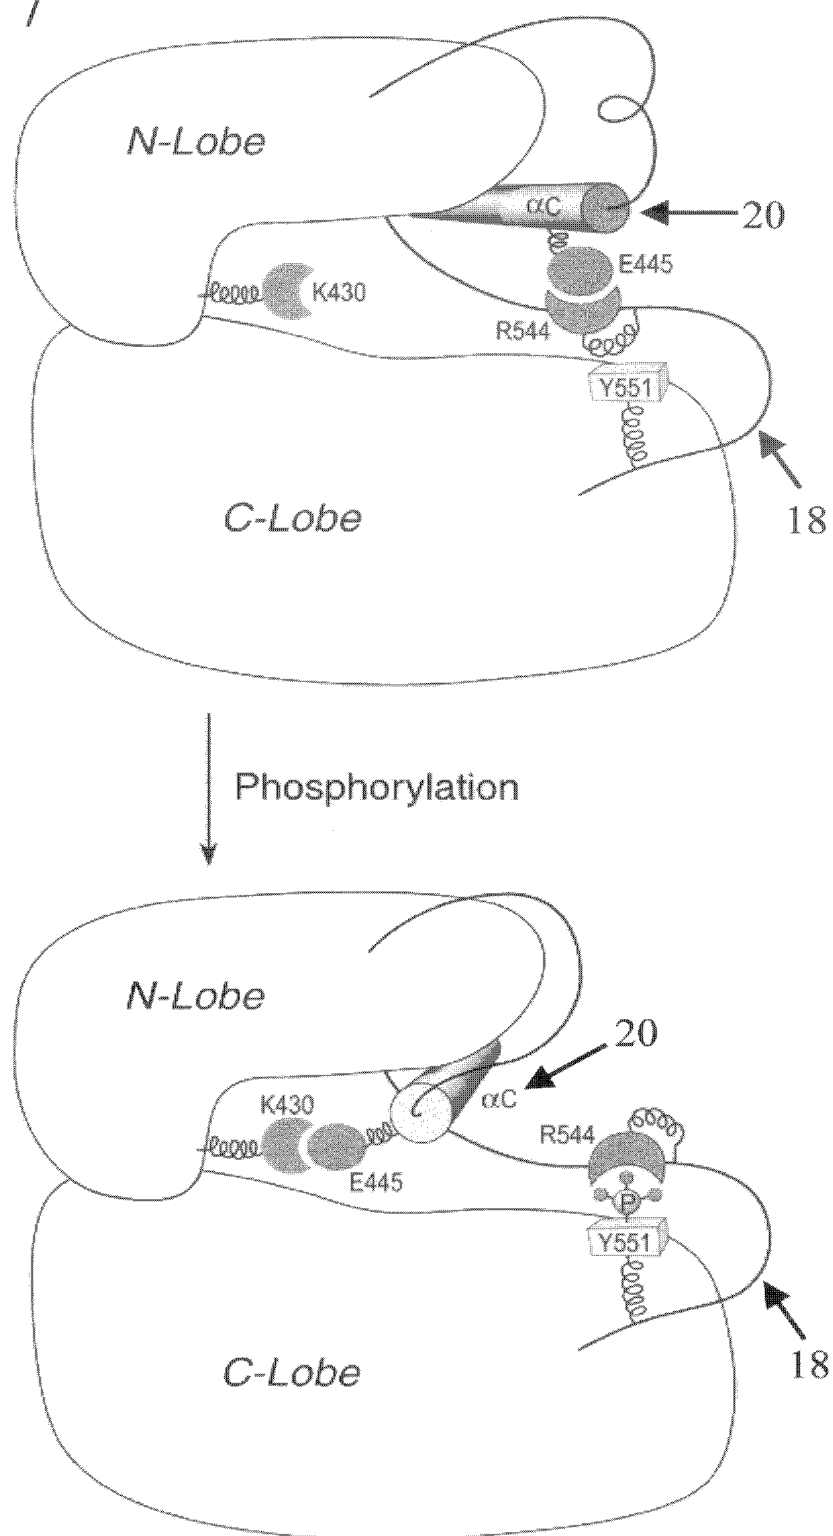 N-Lobe
αC
20
E445
K430
R544
Y551
C-Lobe
18
Phosphorylation
N-Lobe
20
αC
K430
R544
E445
P
Y551
C-Lobe
18